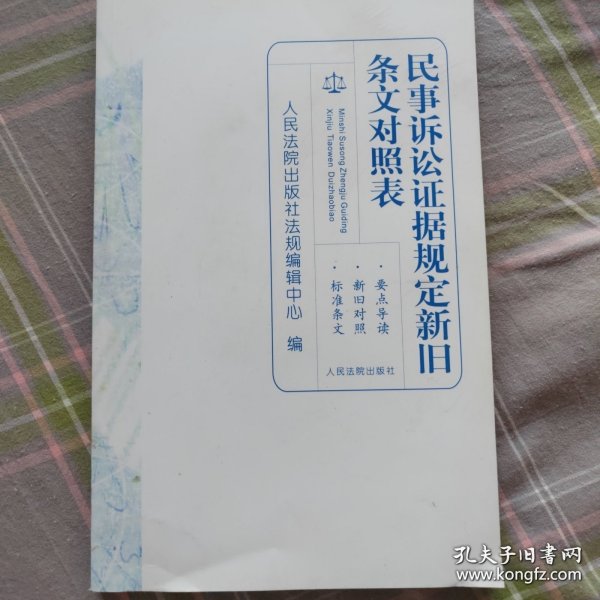 民事诉讼证据规定新旧
条文对照表
Minshi Susong Zhengju Guiding
Xinjiu Tiaowen Duizhaobiao
人民法院出版社法规编辑中心 编
·要点导读
·新旧对照
·标准条文
人民法院出版社
孔夫子旧书网
www.kongfz.com